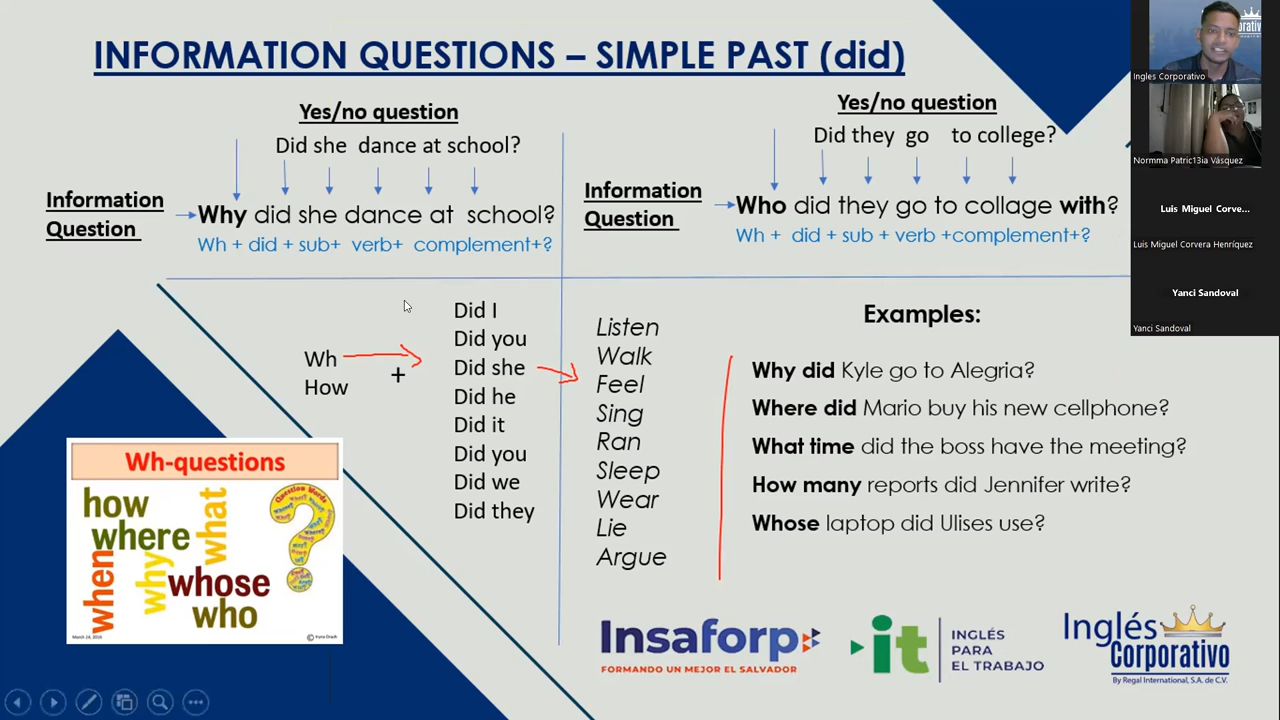 INFORMATION QUESTIONS – SIMPLE PAST (did)
Yes/no question
Did she dance at school?
Information
Question
Why did she dance at school?
Wh + did + sub+ verb+ complement+?
Yes/no question
Did they go to college?
Information
Question
Who did they go to collage with?
Wh + did + sub + verb +complement+?
Wh
How
+
Did I
Did you
Did she
Did he
Did it
Did you
Did we
Did they
Listen
Walk
Feel
Sing
Ran
Sleep
Wear
Lie
Argue
Examples:
Why did Kyle go to Alegria?
Where did Mario buy his new cellphone?
What time did the boss have the meeting?
How many reports did Jennifer write?
Whose laptop did Ulises use?
Wh-questions
how
where
what
when
why
whose
who
Question Words
March 24, 2014
Insaforp
FORMANDO UN MEJOR EL SALVADOR
it
INGLÉS
PARA
EL TRABAJO
Inglés
Corporativo
By Regal International, S.A. de C.V.
Ingles Corporativo
Normma Patric13ia Vásquez
Luis Miguel Corve...
Luis Miguel Corvera Henríquez
Yanci Sandoval
Yanci Sandoval